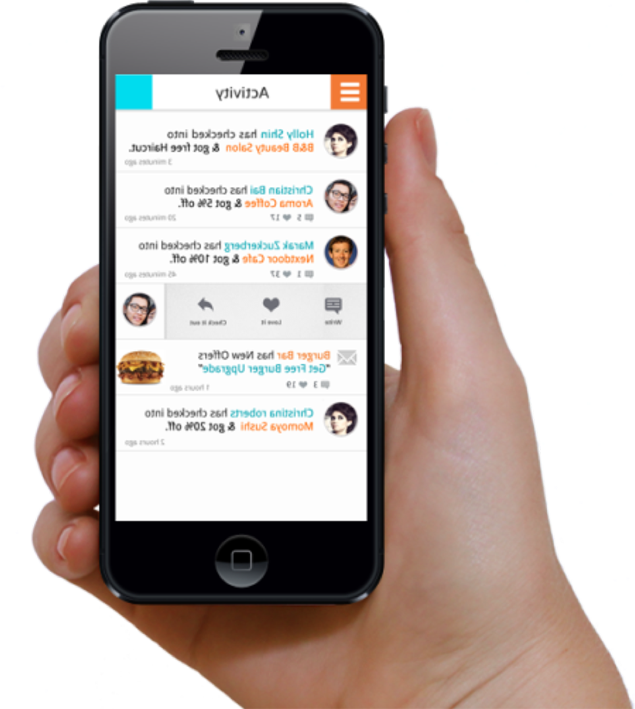 Activity
Holly Shin has checked into
B&B Beauty Salon & got free Haircut.
3 minutes ago
Christian Bai has checked into
Aroma Coffee & got 5% off.
5 17
20 minutes ago
Marak Zuckerberg has checked into
Nextdoor Cafe & got 10% off.
1 37
45 minutes ago
Write Love it Check it out
Burger Bar has New Offers
"Get Free Burger Upgrade"
3 19
1 hour ago
Christina roberts has checked into
Momoya Sushi & got 20% off.
2 hours ago